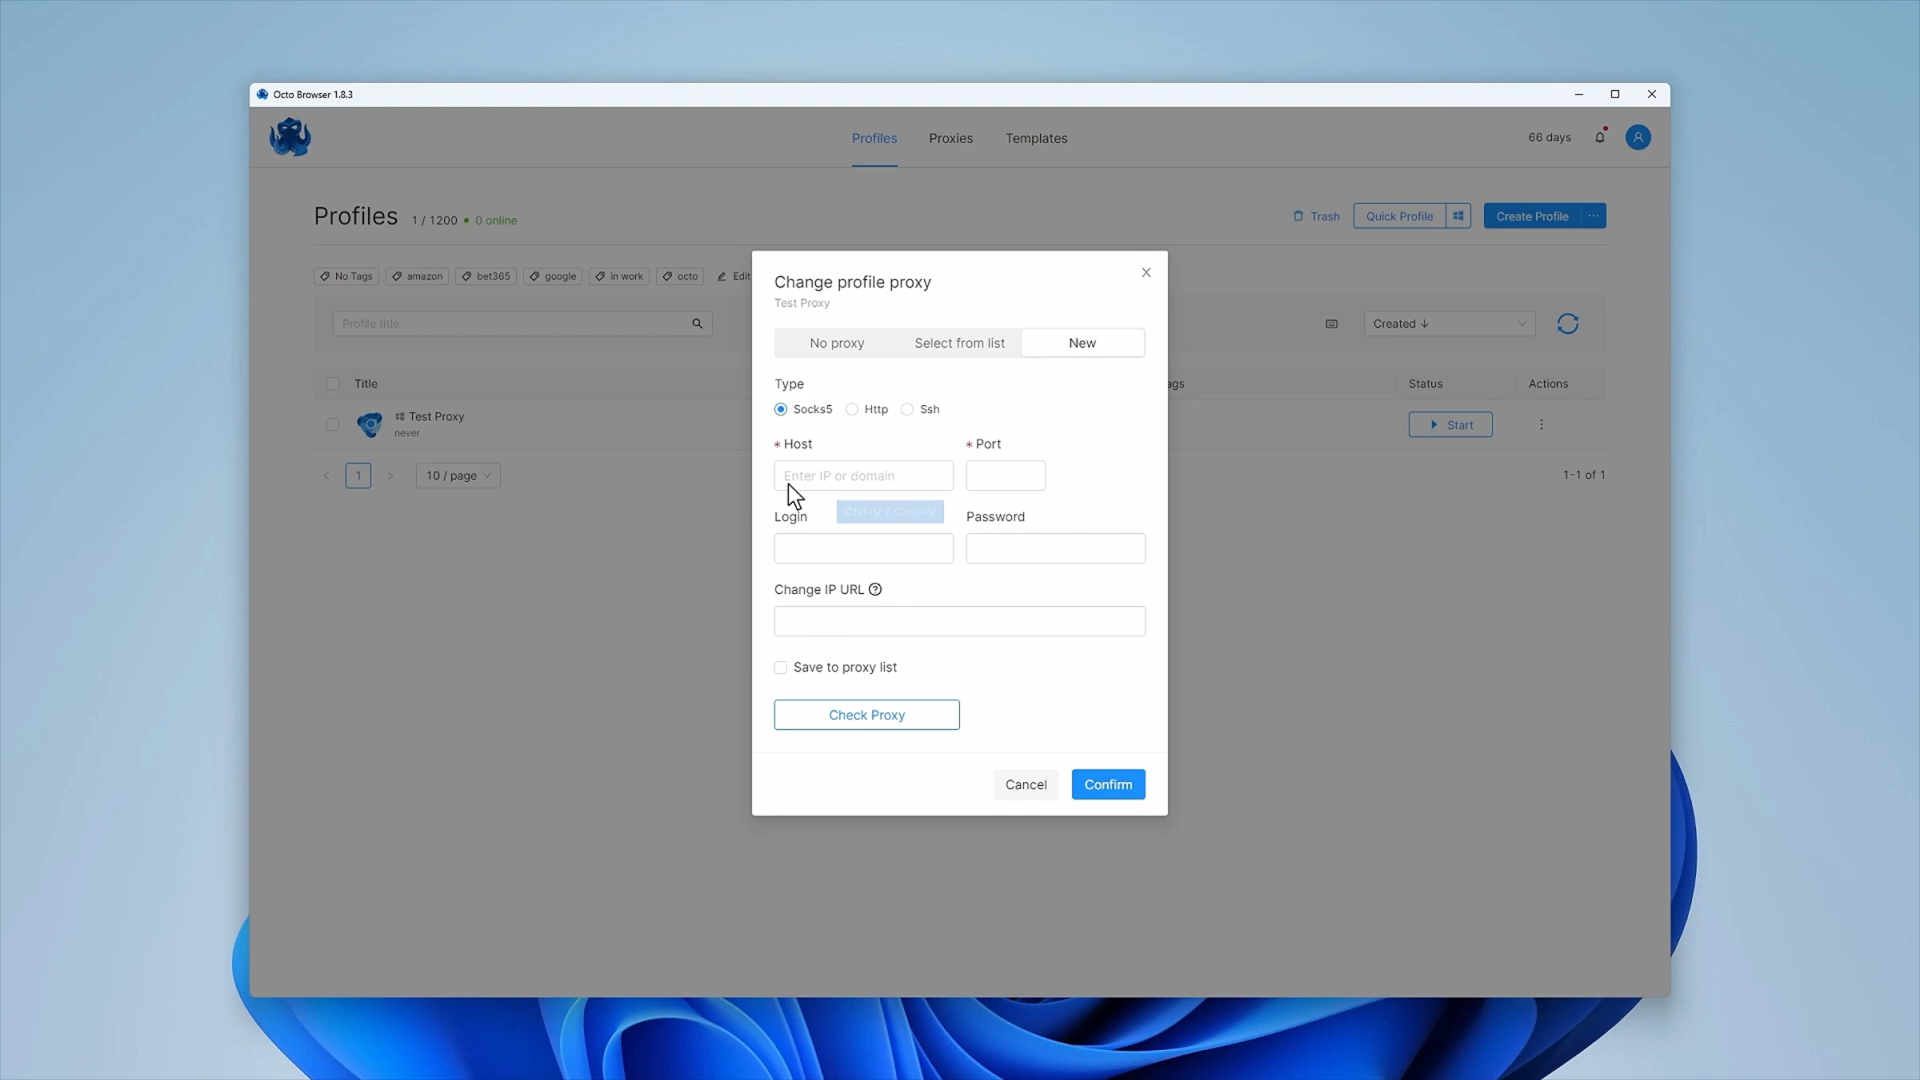 Octo Browser 1.8.3
Profiles Proxies Templates
66 days
Profiles 1 / 1200 0 online
Trash Quick Profile Create Profile ...
No Tags amazon bet365 google in work octo Edit
Profile title
Created ↓
Title
ags Status Actions
Test Proxy
never
Start
1
10 / page
1-1 of 1
Change profile proxy
Test Proxy
No proxy Select from list New
Type
Socks5 Http Ssh
* Host * Port
Enter IP or domain
Ctrl+V / Cmd+V
Login Password
Change IP URL
Save to proxy list
Check Proxy
Cancel Confirm